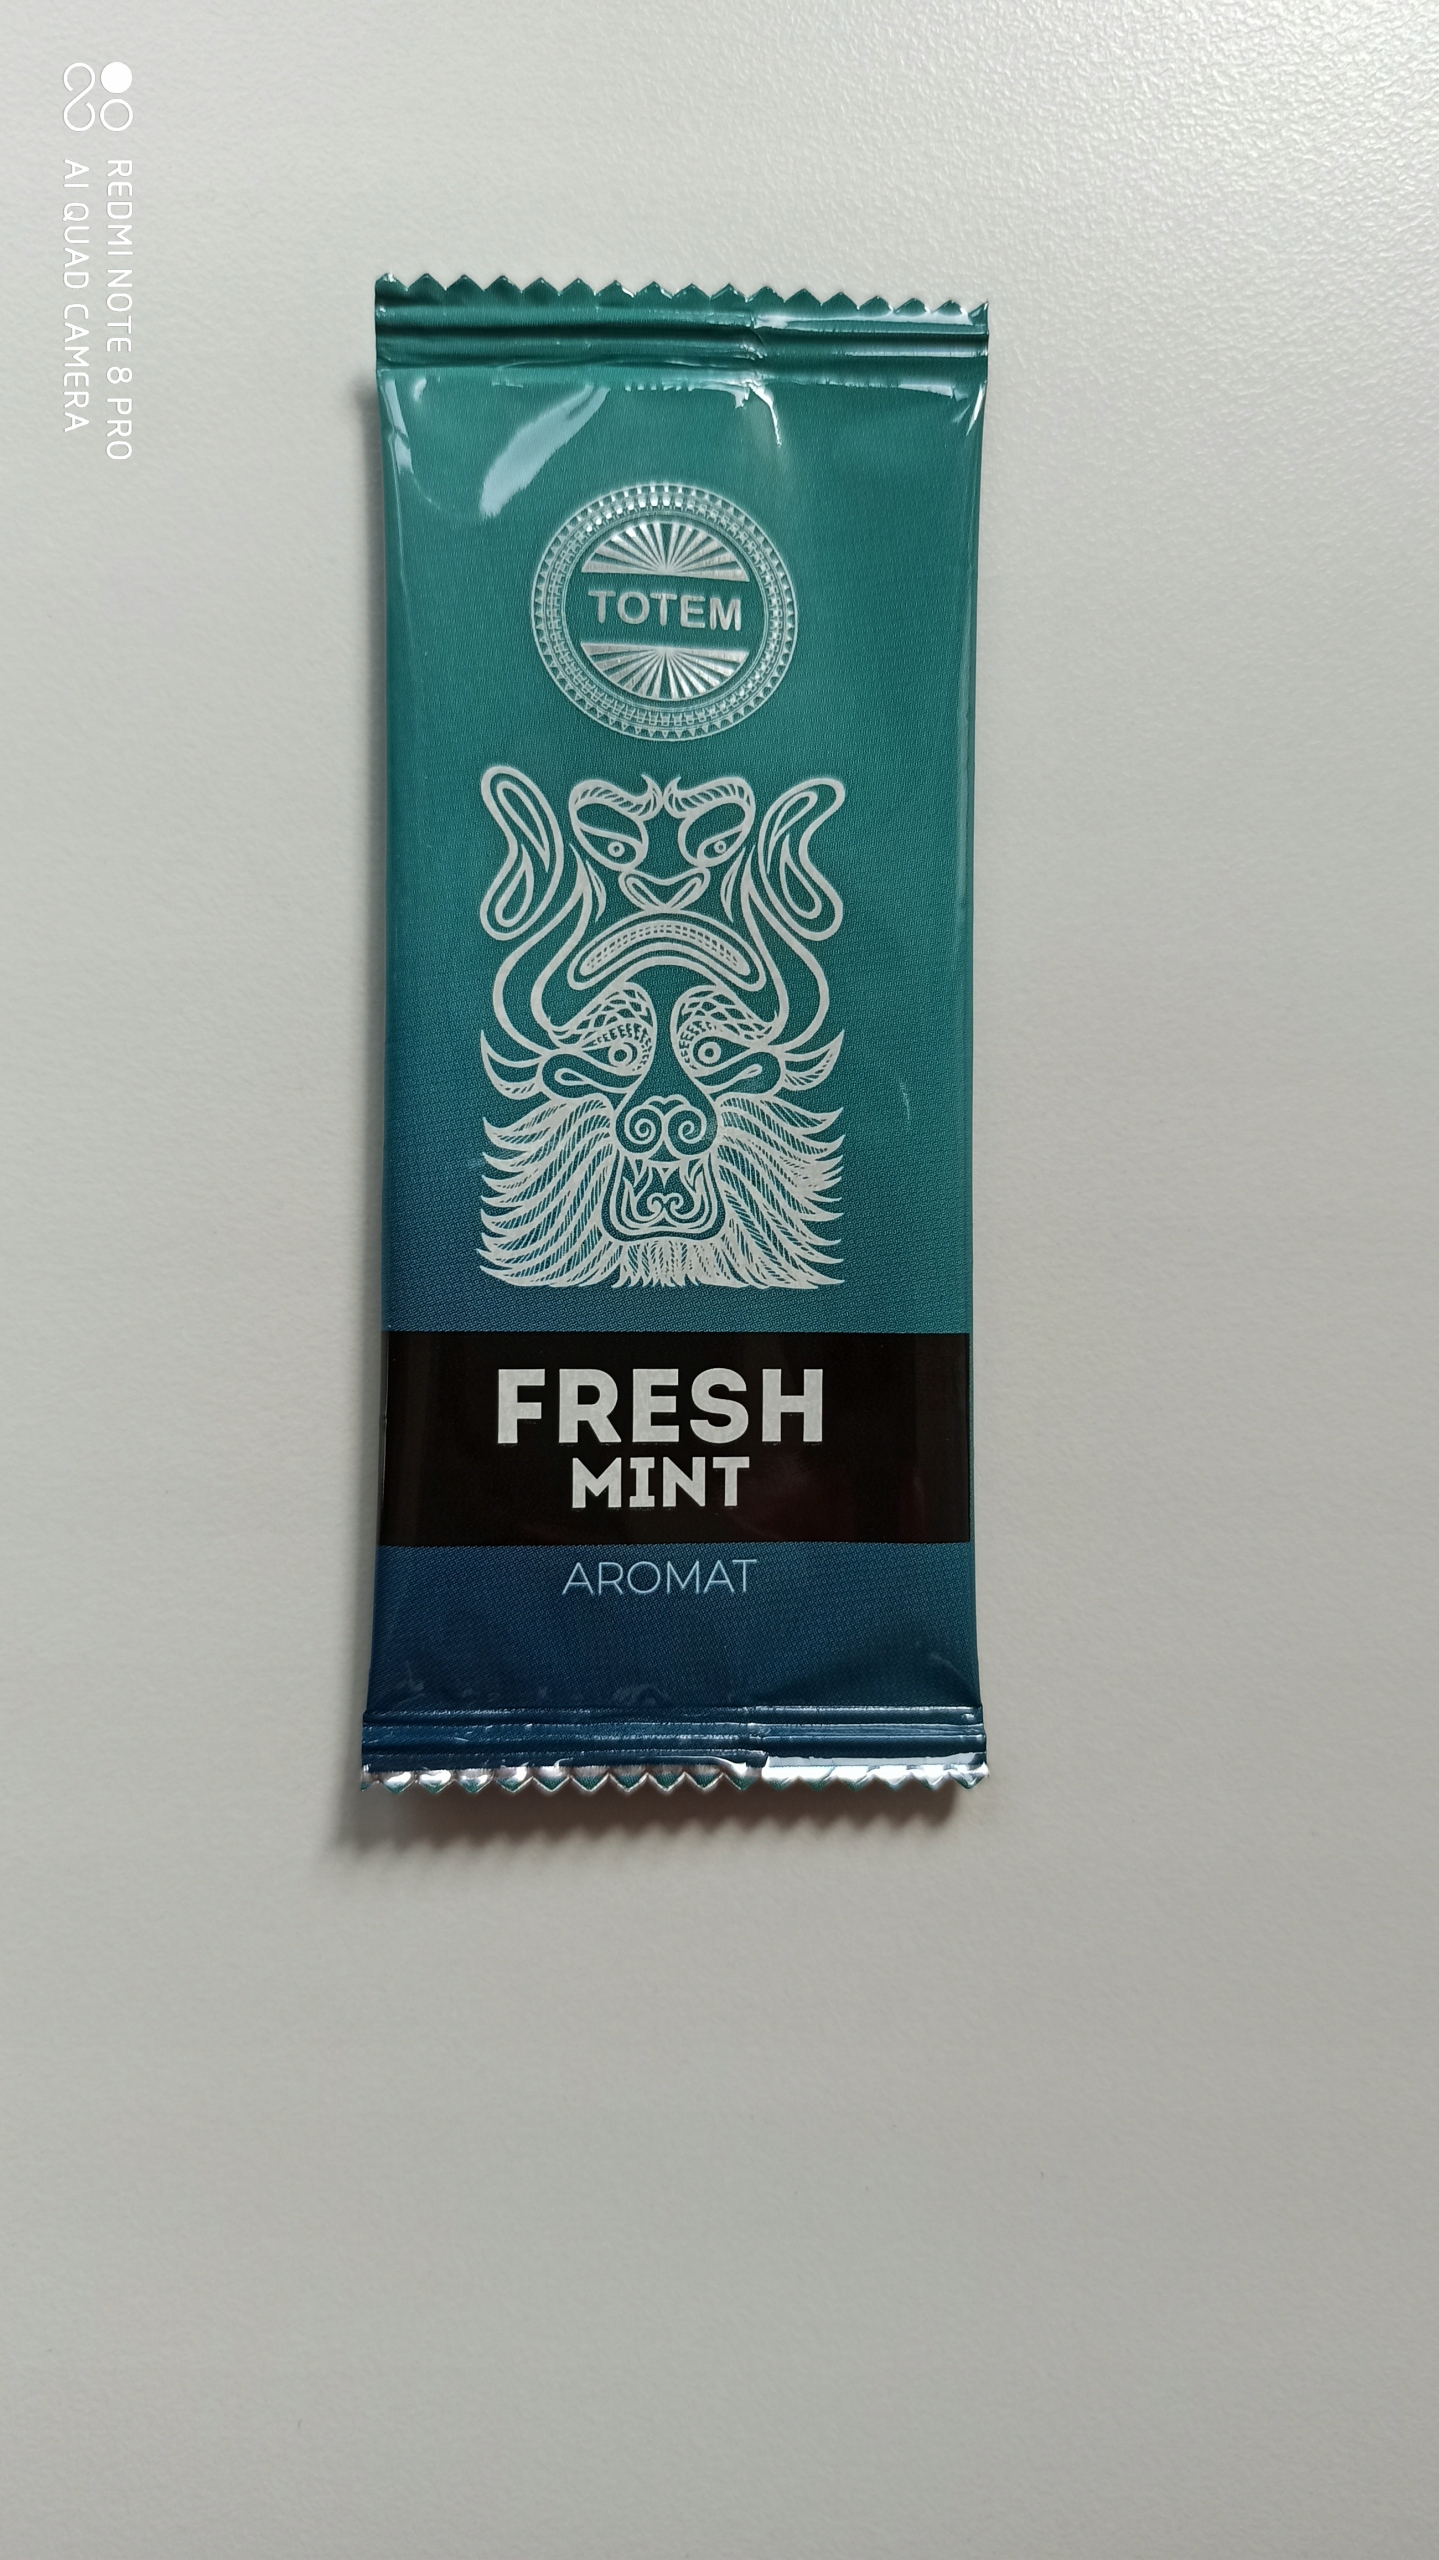 REDMI NOTE 8 PRO
AI QUAD CAMERA
TOTEM
FRESH
MINT
AROMAT